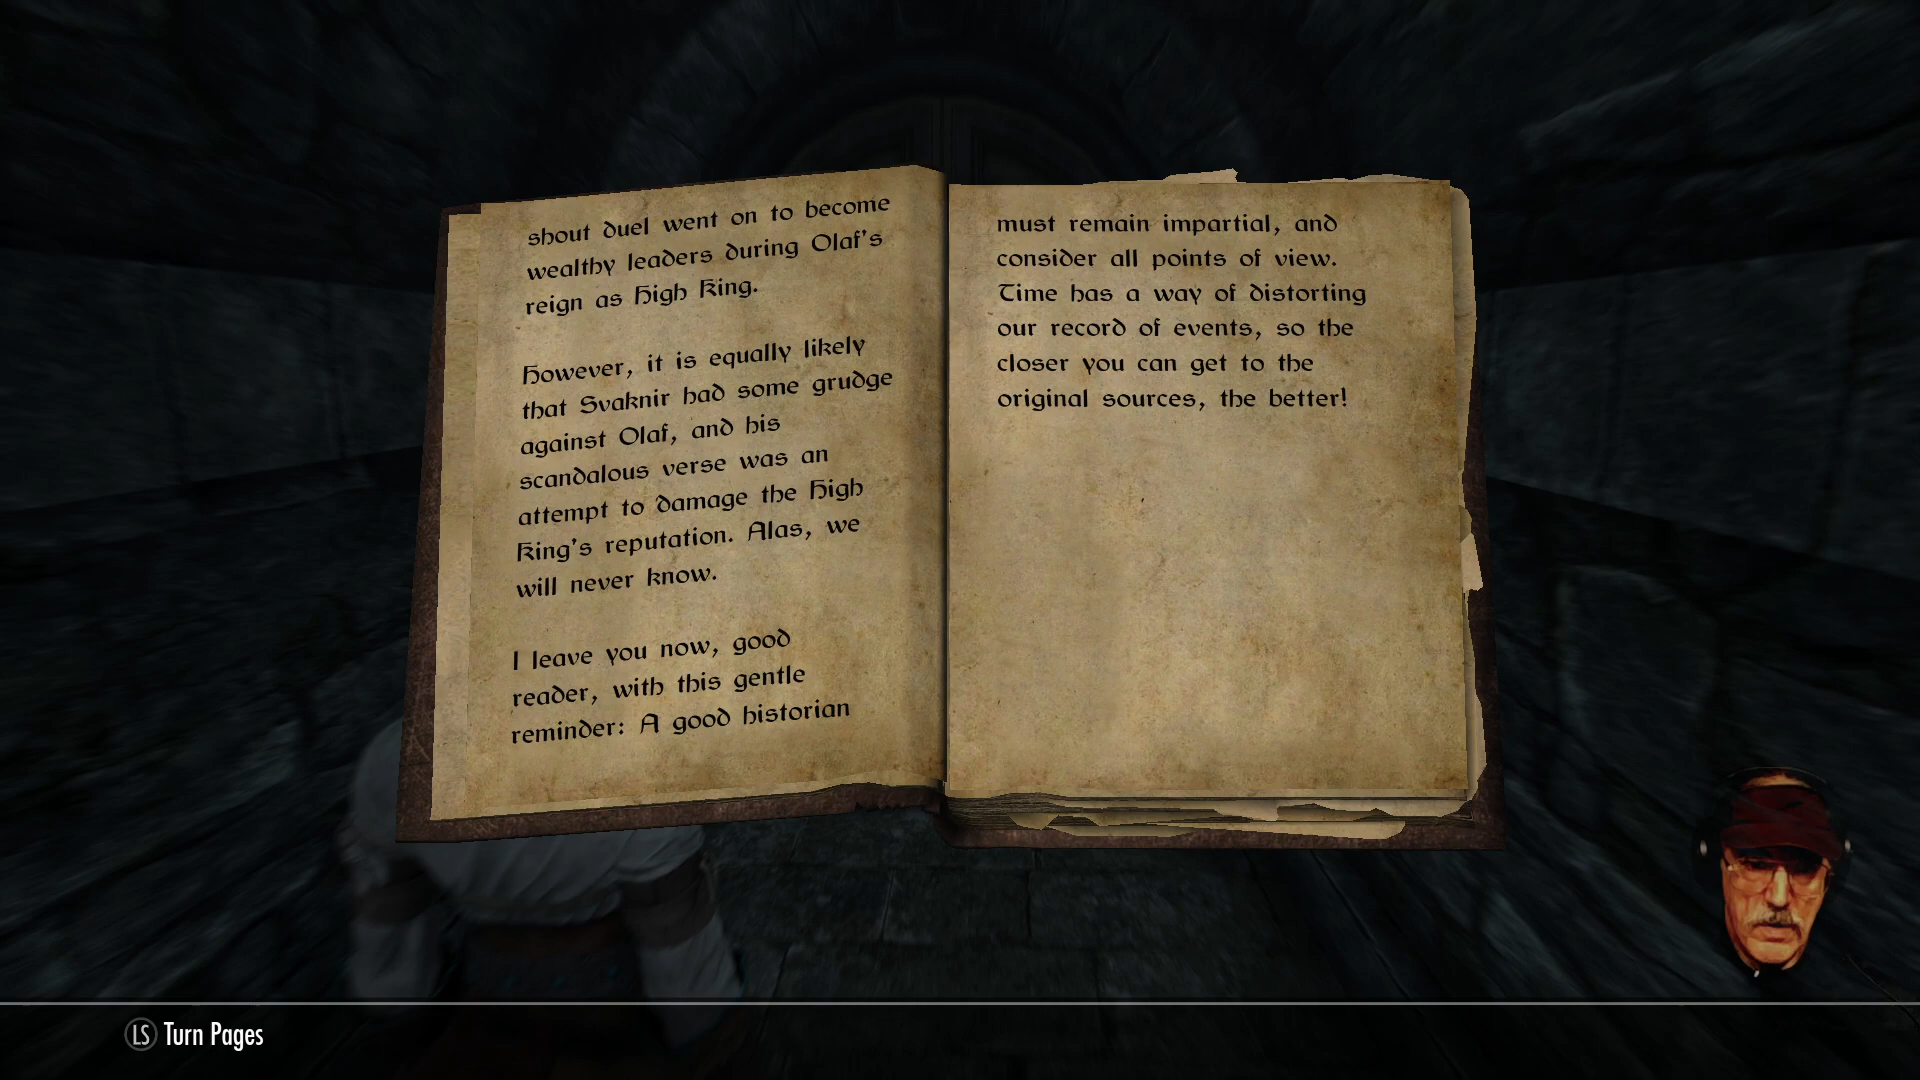 shout duel went on to become
wealthy leaders during Olaf's
reign as High King.
However, it is equally likely
that Svaknir had some grudge
against Olaf, and his
scandalous verse was an
attempt to damage the High
King's reputation. Alas, we
will never know.
I leave you now, good
reader, with this gentle
reminder: A good historian
must remain impartial, and
consider all points of view.
Time has a way of distorting
our record of events, so the
closer you can get to the
original sources, the better!
LS Turn Pages